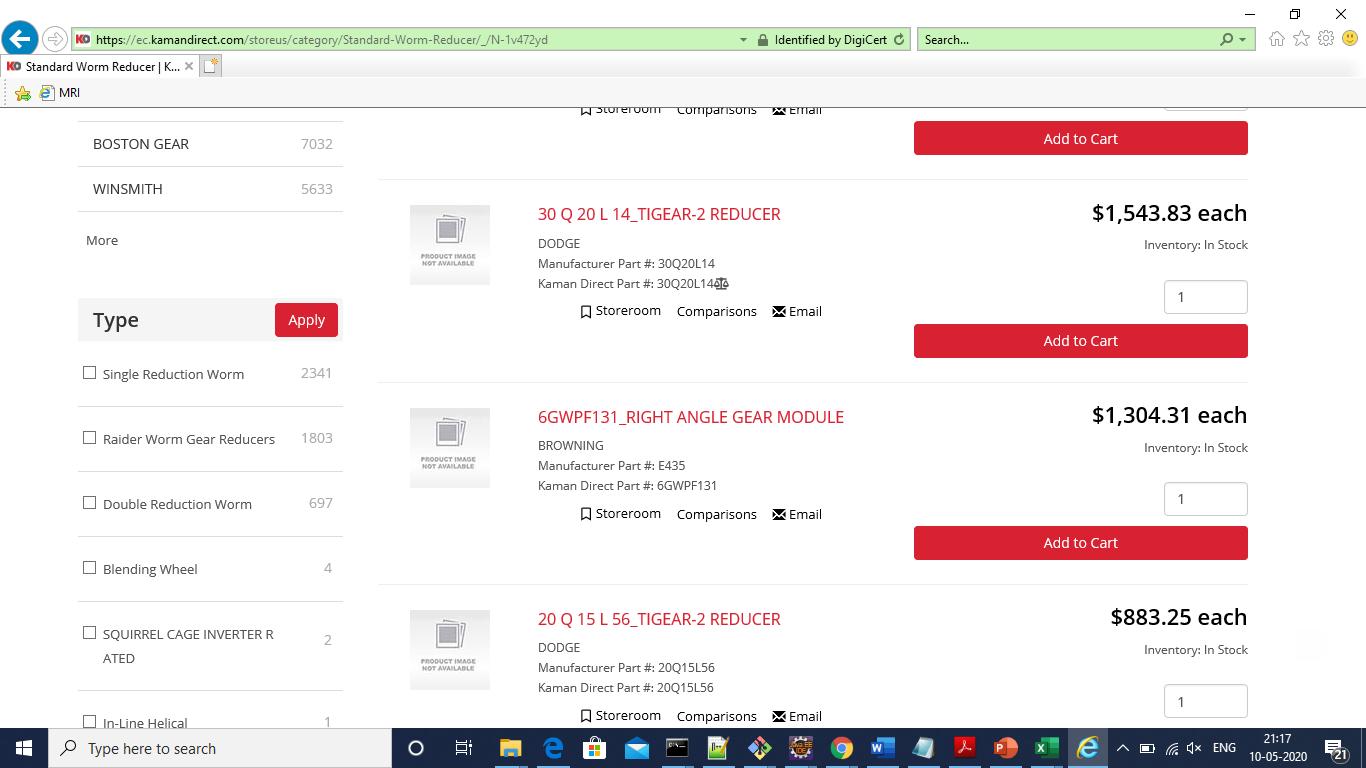 https://ec.kamandirect.com/storeus/category/Standard-Worm-Reducer/_/N-1v472yd
Identified by DigiCert
Search...
KD Standard Worm Reducer | K...
MRI
Storeroom Comparisons Email
Add to Cart
BOSTON GEAR 7032
WINSMITH 5633
More
Type Apply
Single Reduction Worm 2341
Raider Worm Gear Reducers 1803
Double Reduction Worm 697
Blending Wheel 4
SQUIRREL CAGE INVERTER R
ATED 2
In-Line Helical 1
PRODUCT IMAGE
NOT AVAILABLE
30 Q 20 L 14_TIGEAR-2 REDUCER
DODGE
Manufacturer Part #: 30Q20L14
Kaman Direct Part #: 30Q20L14
Storeroom Comparisons Email
$1,543.83 each
Inventory: In Stock
1
Add to Cart
PRODUCT IMAGE
NOT AVAILABLE
6GWPF131_RIGHT ANGLE GEAR MODULE
BROWNING
Manufacturer Part #: E435
Kaman Direct Part #: 6GWPF131
Storeroom Comparisons Email
$1,304.31 each
Inventory: In Stock
1
Add to Cart
PRODUCT IMAGE
NOT AVAILABLE
20 Q 15 L 56_TIGEAR-2 REDUCER
DODGE
Manufacturer Part #: 20Q15L56
Kaman Direct Part #: 20Q15L56
Storeroom Comparisons Email
$883.25 each
Inventory: In Stock
1
Type here to search
ENG
21:17
10-05-2020
21